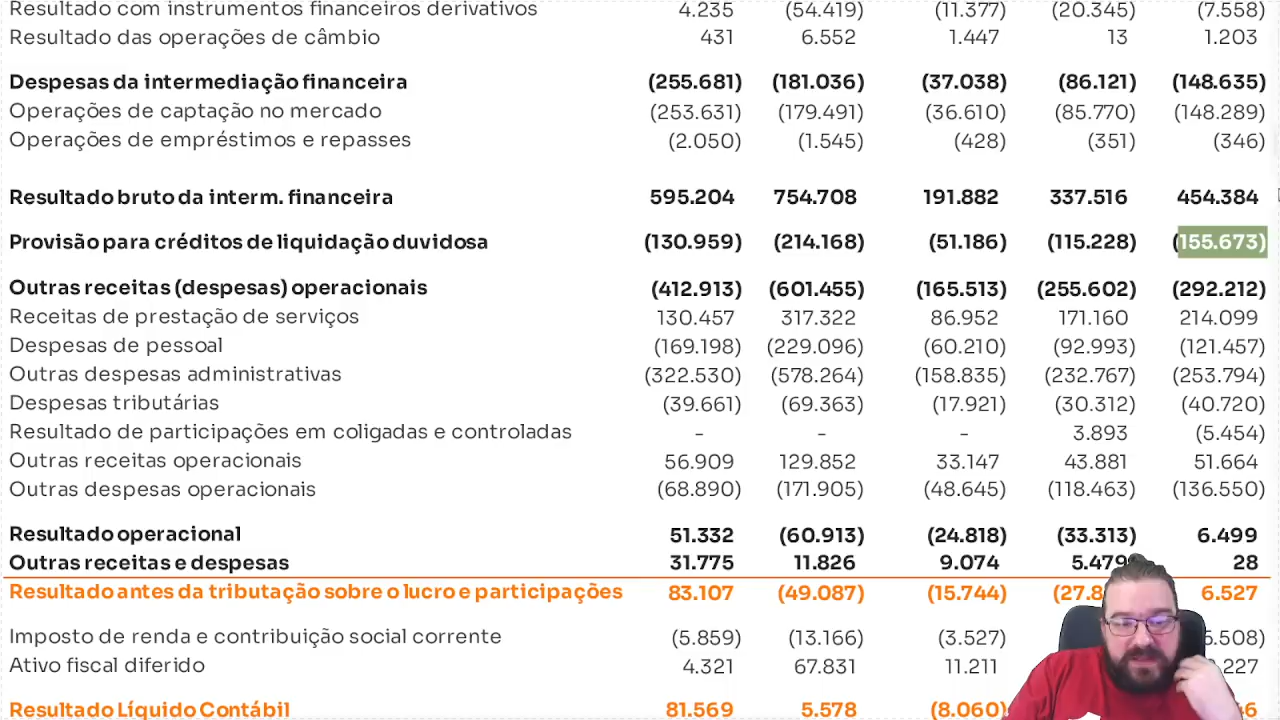 Resultado com instrumentos financeiros derivativos 4.235 (54.419) (11.377) (20.345) (7.558)
Resultado das operações de câmbio 431 6.552 1.447 13 1.203
Despesas da intermediação financeira (255.681) (181.036) (37.038) (86.121) (148.635)
Operações de captação no mercado (253.631) (179.491) (36.610) (85.770) (148.289)
Operações de empréstimos e repasses (2.050) (1.545) (428) (351) (346)
Resultado bruto da interm. financeira 595.204 754.708 191.882 337.516 454.384
Provisão para créditos de liquidação duvidosa (130.959) (214.168) (51.186) (115.228) (155.673)
Outras receitas (despesas) operacionais (412.913) (601.455) (165.513) (255.602) (292.212)
Receitas de prestação de serviços 130.457 317.322 86.952 171.160 214.099
Despesas de pessoal (169.198) (229.096) (60.210) (92.993) (121.457)
Outras despesas administrativas (322.530) (578.264) (158.835) (232.767) (253.794)
Despesas tributárias (39.661) (69.363) (17.921) (30.312) (40.720)
Resultado de participações em coligadas e controladas - - - 3.893 (5.454)
Outras receitas operacionais 56.909 129.852 33.147 43.881 51.664
Outras despesas operacionais (68.890) (171.905) (48.645) (118.463) (136.550)
Resultado operacional 51.332 (60.913) (24.818) (33.313) 6.499
Outras receitas e despesas 31.775 11.826 9.074 5.479 28
Resultado antes da tributação sobre o lucro e participações 83.107 (49.087) (15.744) 6.527
Imposto de renda e contribuição social corrente (5.859) (13.166) (3.527)
Ativo fiscal diferido 4.321 67.831 11.211
Resultado Líquido Contábil 81.569 5.578 (8.060)